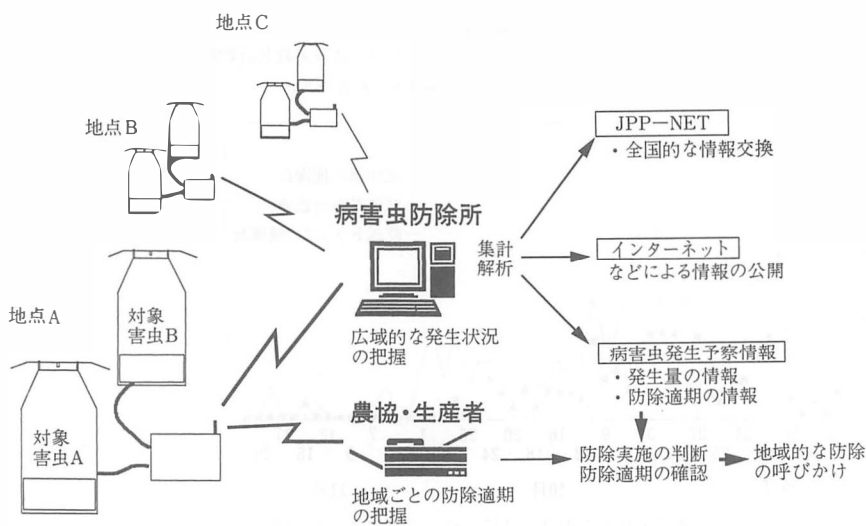 地点C
地点B
地点A
対象
害虫B
対象
害虫A
病害虫防除所
広域的な発生状況
の把握
集計
解析
JPP−NET
・全国的な情報交換
インターネット
などによる情報の公開
病害虫発生予察情報
・発生量の情報
・防除適期の情報
農協・生産者
地域ごとの防除適期
の把握
防除実施の判断
防除適期の確認
地域的な防除
の呼びかけ